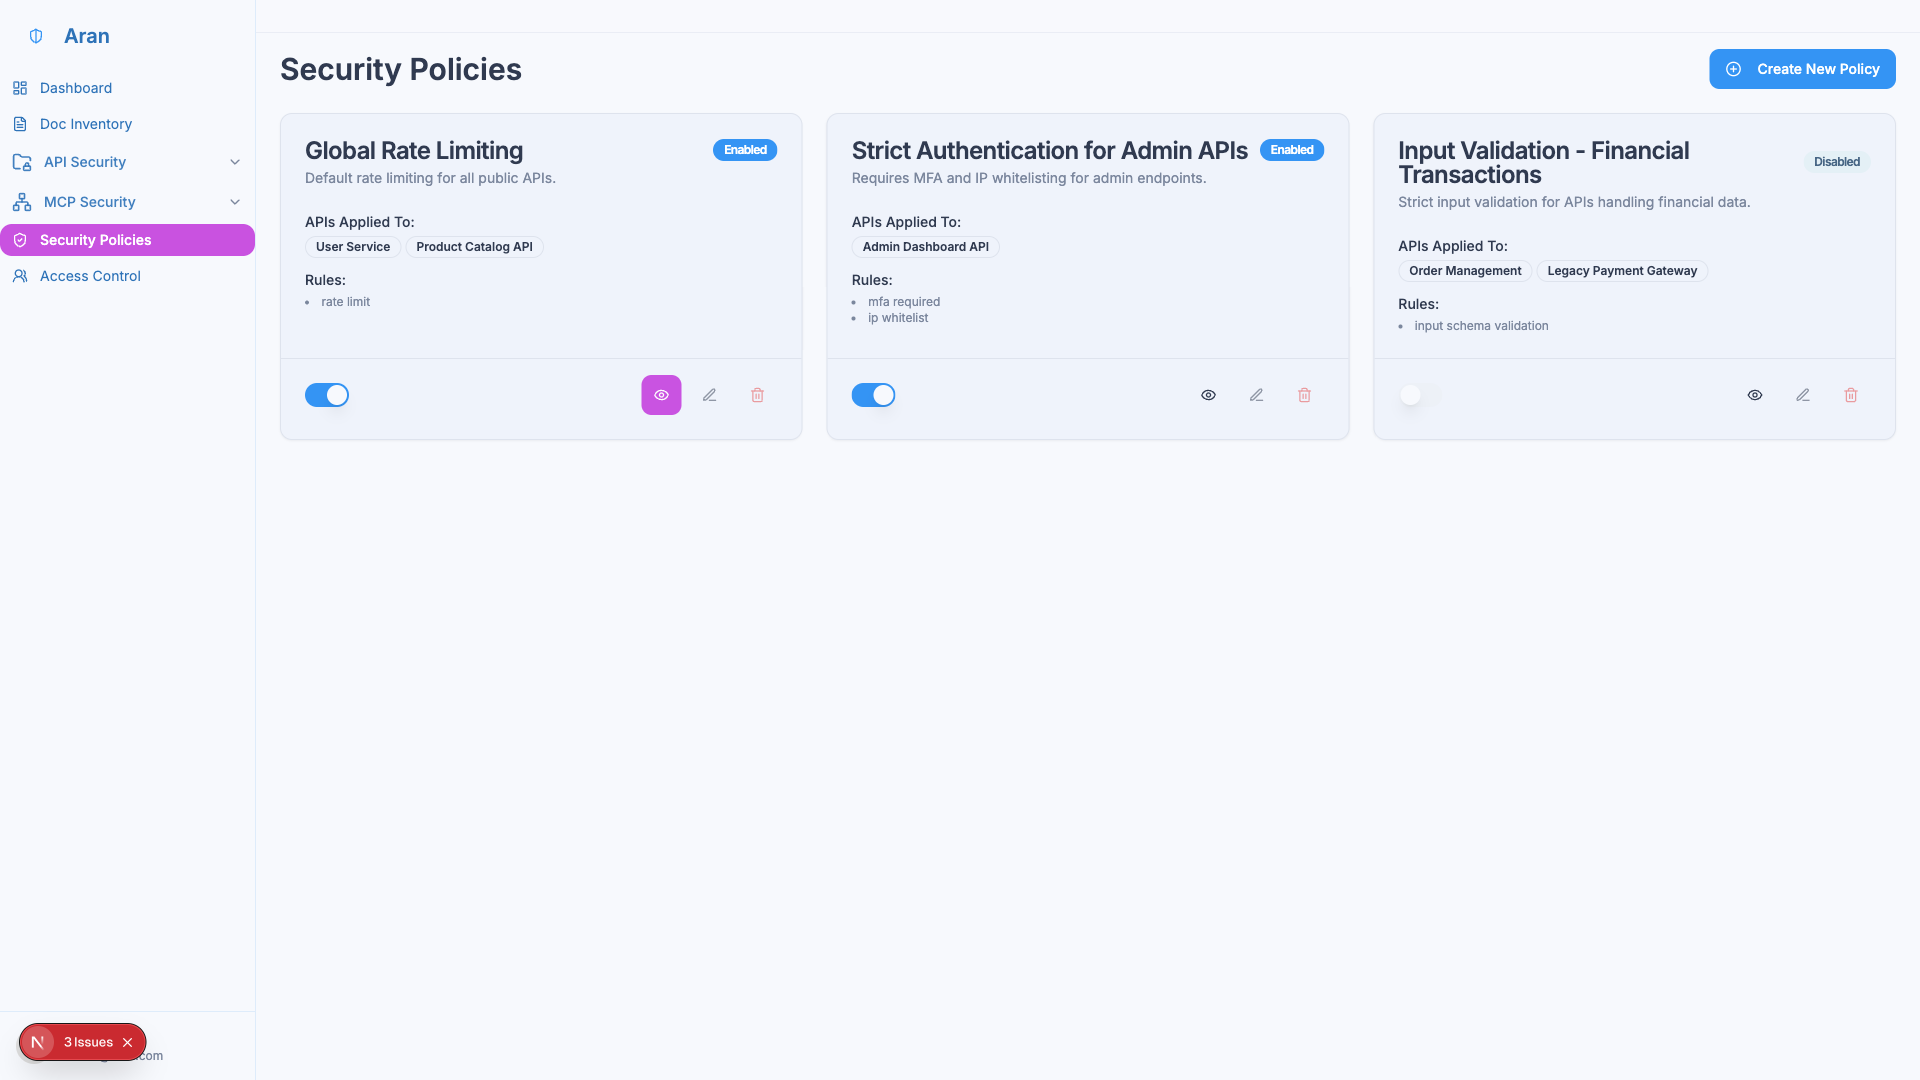 Aran
Dashboard
Doc Inventory
API Security
MCP Security
Security Policies
Access Control
Security Policies
Create New Policy
Global Rate Limiting
Enabled
Default rate limiting for all public APIs.
APIs Applied To:
User Service
Product Catalog API
Rules:
rate limit
Strict Authentication for Admin APIs
Enabled
Requires MFA and IP whitelisting for admin endpoints.
APIs Applied To:
Admin Dashboard API
Rules:
mfa required
ip whitelist
Input Validation - Financial
Transactions
Disabled
Strict input validation for APIs handling financial data.
APIs Applied To:
Order Management
Legacy Payment Gateway
Rules:
input schema validation
N
3 Issues
.com